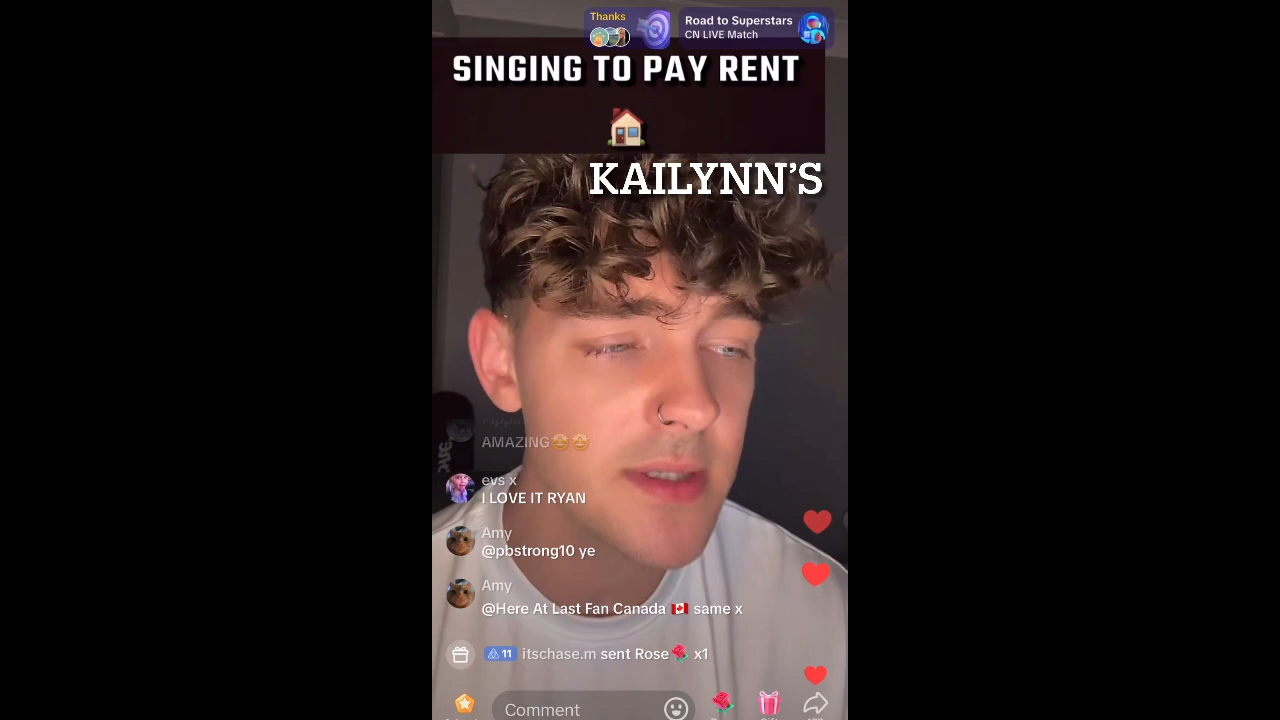 Thanks
Road to Superstars
CN LIVE Match
SINGING TO PAY RENT
KAILYNN'S
AMAZING🤩🤩
evs x
I LOVE IT RYAN
Amy
@pbstrong10 ye
Amy
@Here At Last Fan Canada 🇨🇦 same x
11 itschase.m sent Rose🌹 x1
Comment